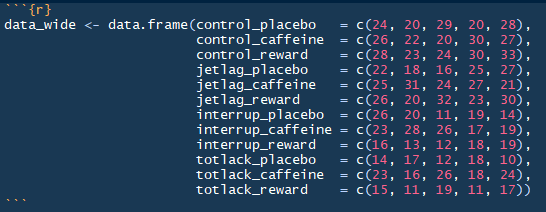 ```{r}
data_wide <- data.frame(control_placebo   = c(24, 20, 29, 20, 28),
                        control_caffeine  = c(26, 22, 20, 30, 27),
                        control_reward    = c(28, 23, 24, 30, 33),
                        jetlag_placebo    = c(22, 18, 16, 25, 27),
                        jetlag_caffeine   = c(25, 31, 24, 27, 21),
                        jetlag_reward     = c(26, 20, 32, 23, 30),
                        interrup_placebo  = c(26, 20, 11, 19, 14),
                        interrup_caffeine = c(23, 28, 26, 17, 19),
                        interrup_reward   = c(16, 13, 12, 18, 19),
                        totlack_placebo   = c(14, 17, 12, 18, 10),
                        totlack_caffeine  = c(23, 16, 26, 18, 24),
                        totlack_reward    = c(15, 11, 19, 11, 17))
```